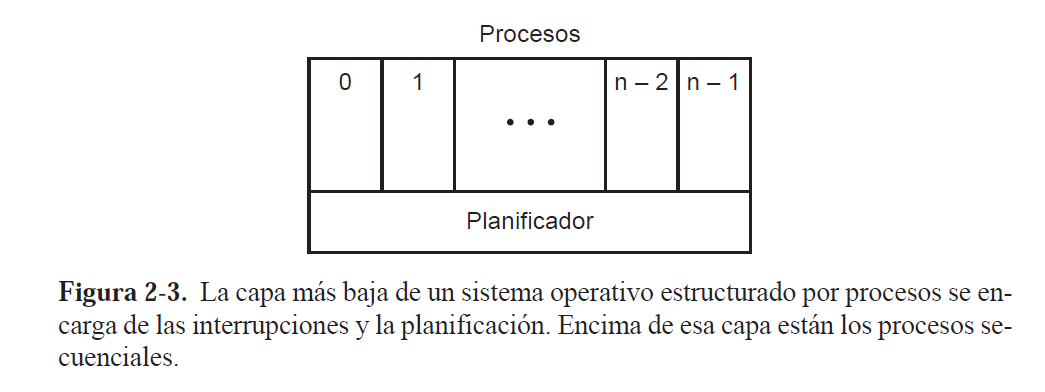 Procesos
0 1 n – 2 n – 1
• • •
Planificador
Figura 2-3. La capa más baja de un sistema operativo estructurado por procesos se en-
carga de las interrupciones y la planificación. Encima de esa capa están los procesos se-
cuenciales.